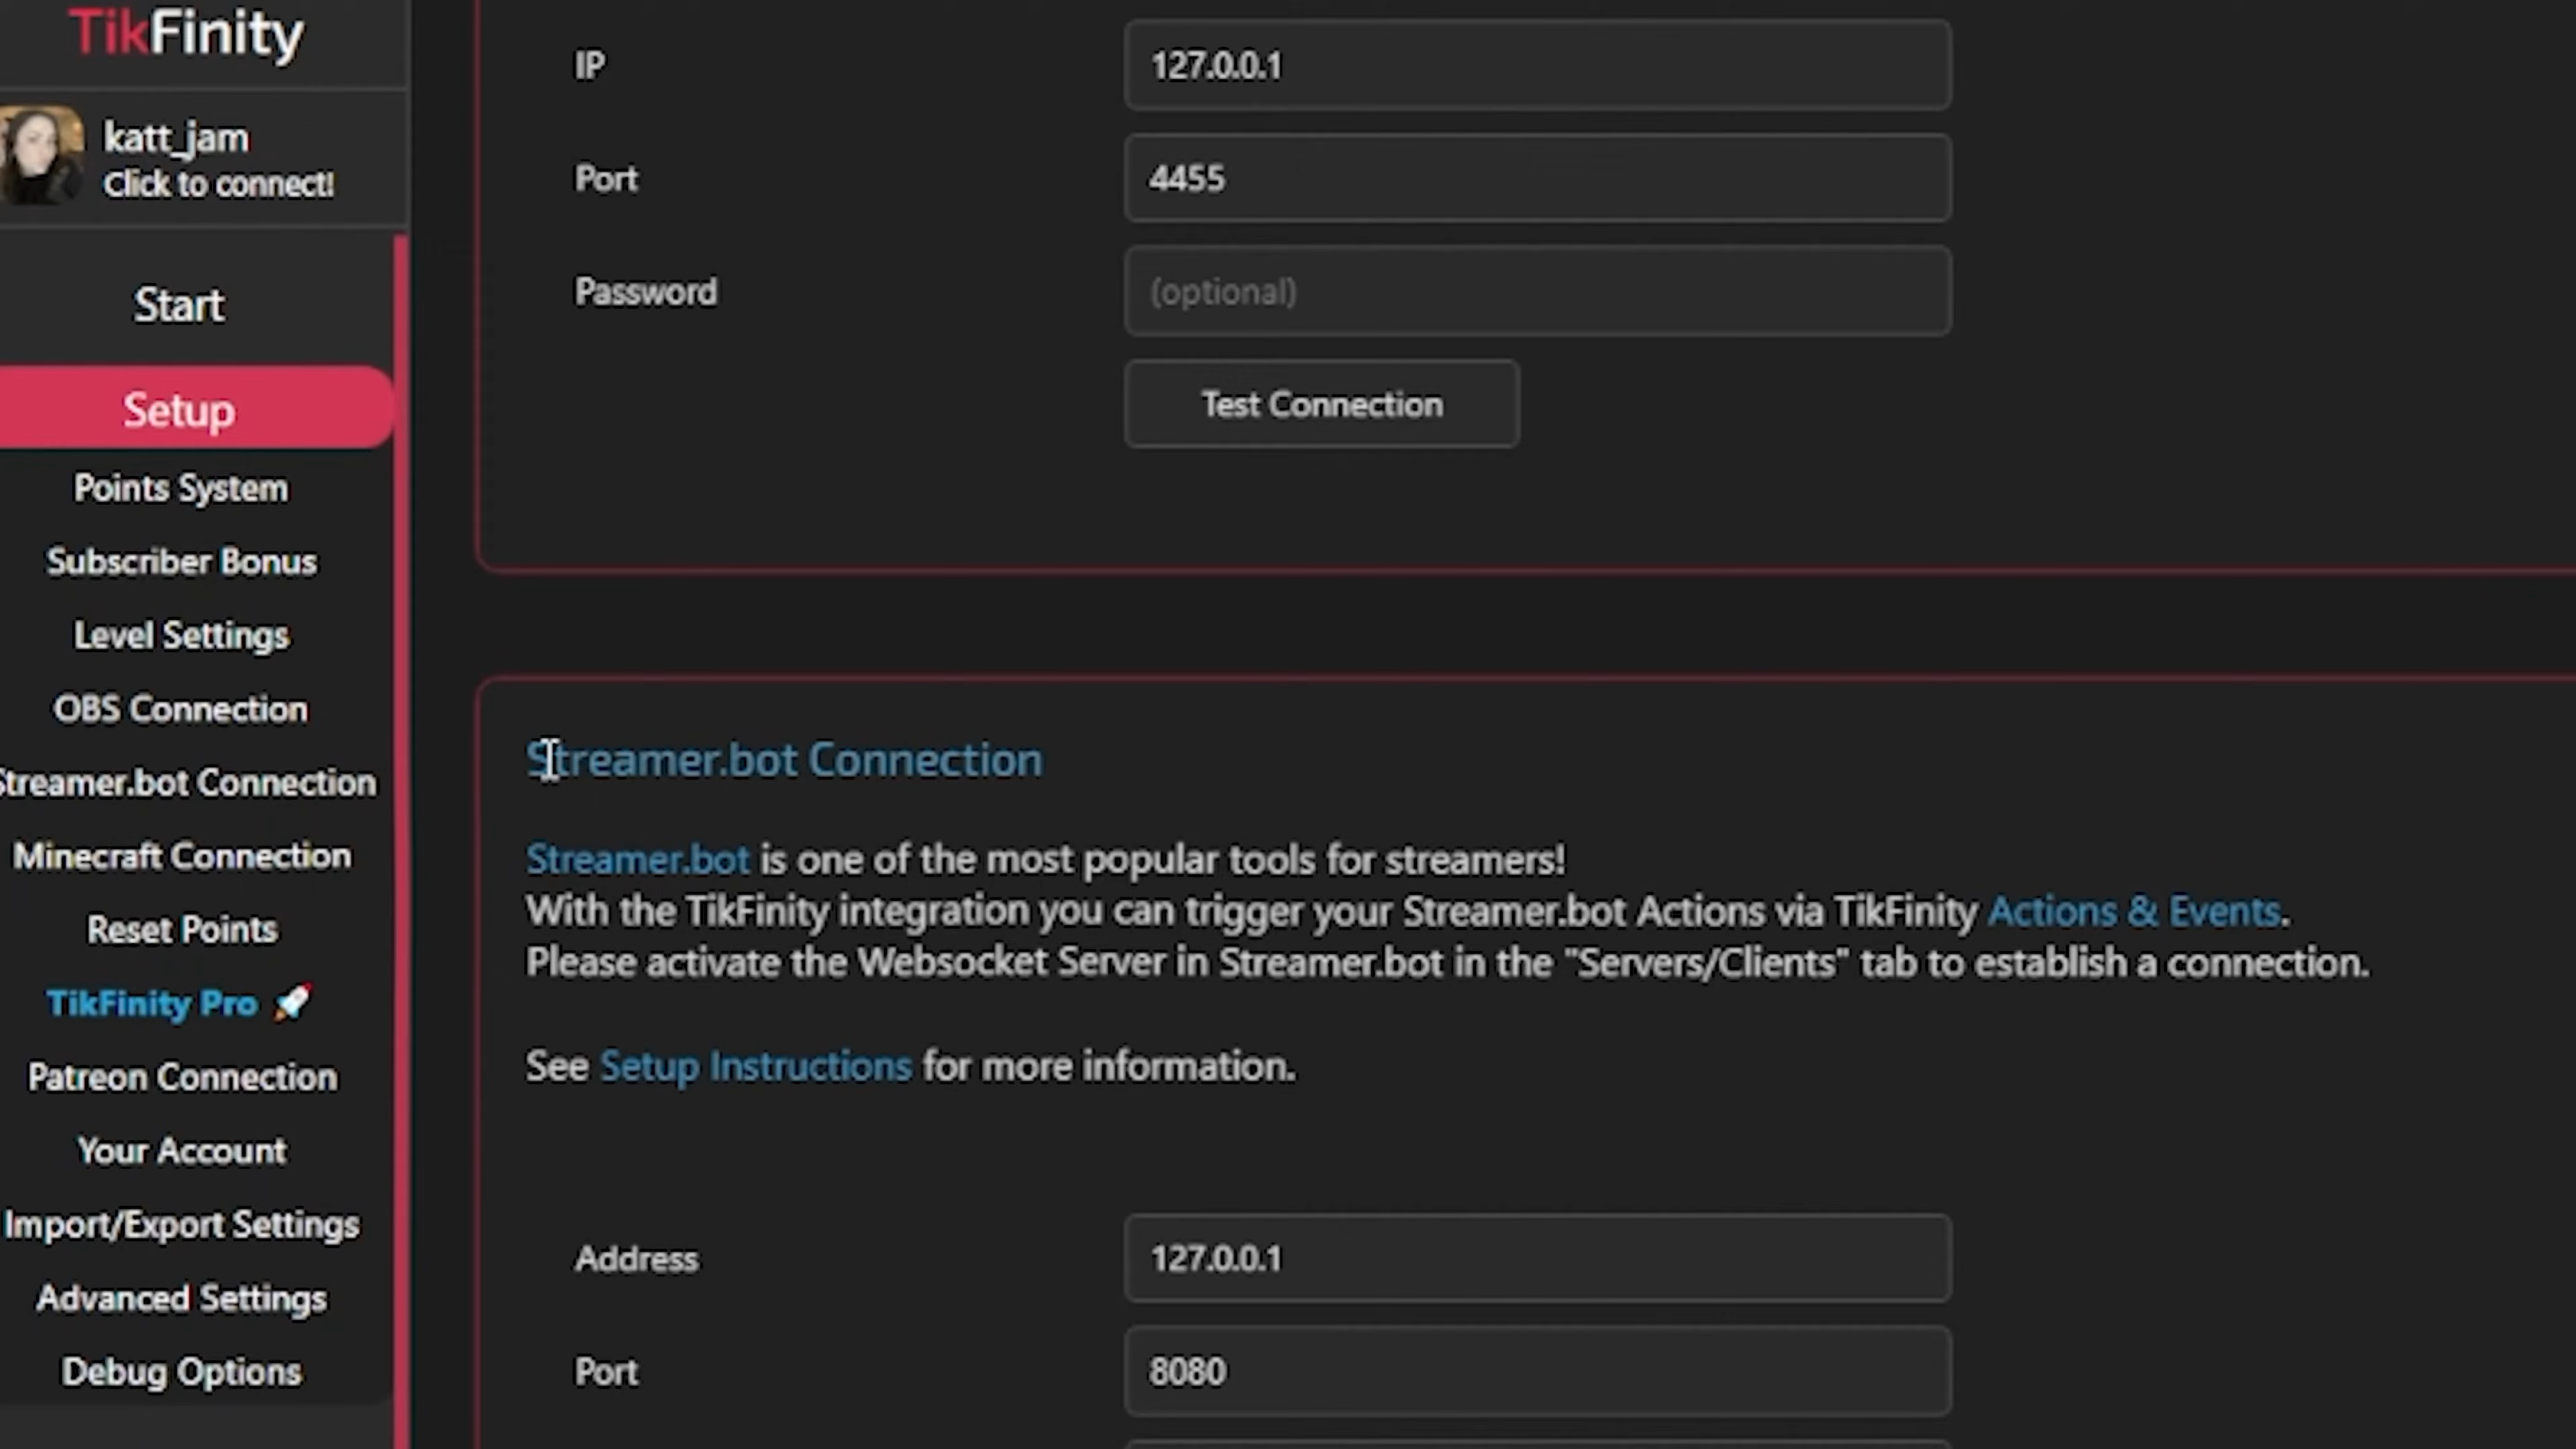 TikFinity
katt_jam
Click to connect!
Start
Setup
Points System
Subscriber Bonus
Level Settings
OBS Connection
Streamer.bot Connection
Minecraft Connection
Reset Points
TikFinity Pro 🚀
Patreon Connection
Your Account
Import/Export Settings
Advanced Settings
Debug Options
IP
127.0.0.1
Port
4455
Password
(optional)
Test Connection
Streamer.bot Connection
Streamer.bot is one of the most popular tools for streamers!
With the TikFinity integration you can trigger your Streamer.bot Actions via TikFinity Actions & Events.
Please activate the Websocket Server in Streamer.bot in the "Servers/Clients" tab to establish a connection.
See Setup Instructions for more information.
Address
127.0.0.1
Port
8080